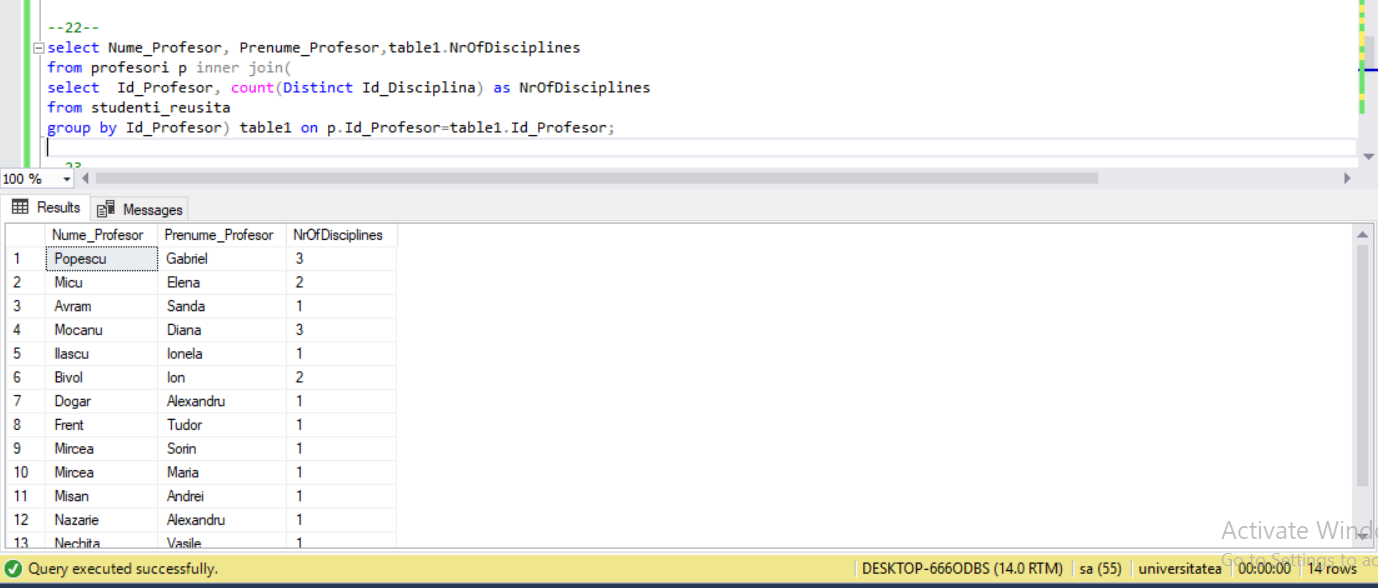 --22--
select Nume_Profesor, Prenume_Profesor,table1.NrOfDisciplines
from profesori p inner join(
select  Id_Profesor, count(Distinct Id_Disciplina) as NrOfDisciplines
from studenti_reusita
group by Id_Profesor) table1 on p.Id_Profesor=table1.Id_Profesor;
23
100 %
Results Messages
Nume_Profesor Prenume_Profesor NrOfDisciplines
1 Popescu Gabriel 3
2 Micu Elena 2
3 Avram Sanda 1
4 Mocanu Diana 3
5 Ilascu Ionela 1
6 Bivol Ion 2
7 Dogar Alexandru 1
8 Frent Tudor 1
9 Mircea Sorin 1
10 Mircea Maria 1
11 Misan Andrei 1
12 Nazarie Alexandru 1
13 Nechita Vasile 1
Activate Windo
Go to Settings to ac
Query executed successfully. DESKTOP-666ODBS (14.0 RTM) sa (55) universitatea 00:00:00 14 rows